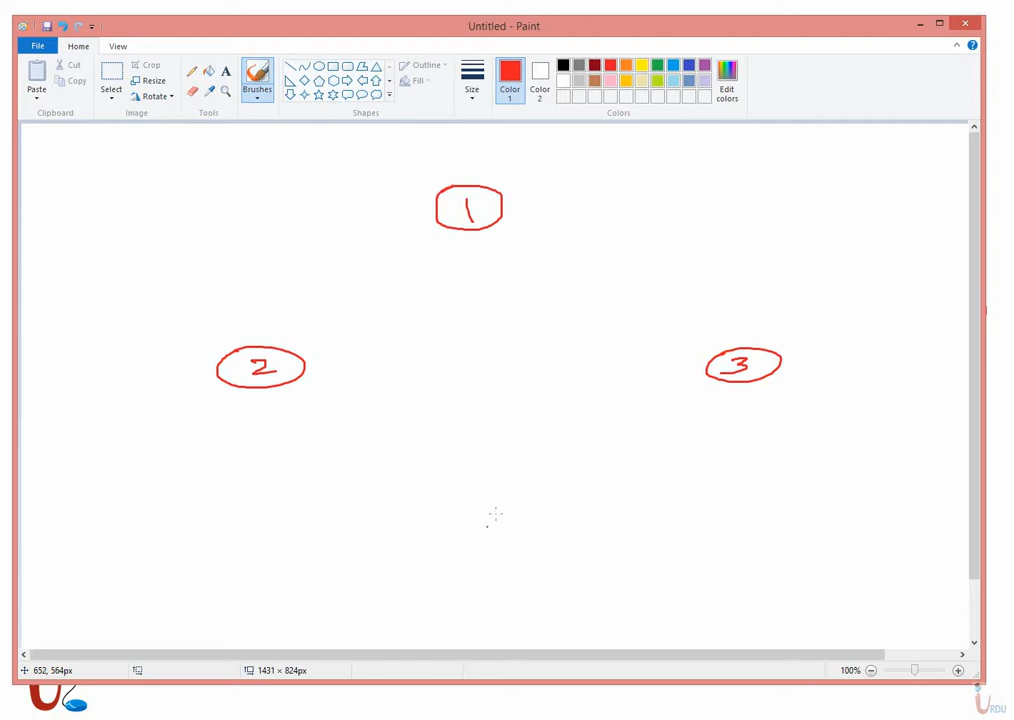 Untitled - Paint
File Home View
Paste
Cut
Copy
Clipboard
Select
Crop
Resize
Rotate
Image
A
Tools
Brushes
Outline
Fill
Shapes
Size
Color 1
Color 2
Edit colors
Colors
1
2
3
652, 564px
1431 × 824px
100%
U
URDU